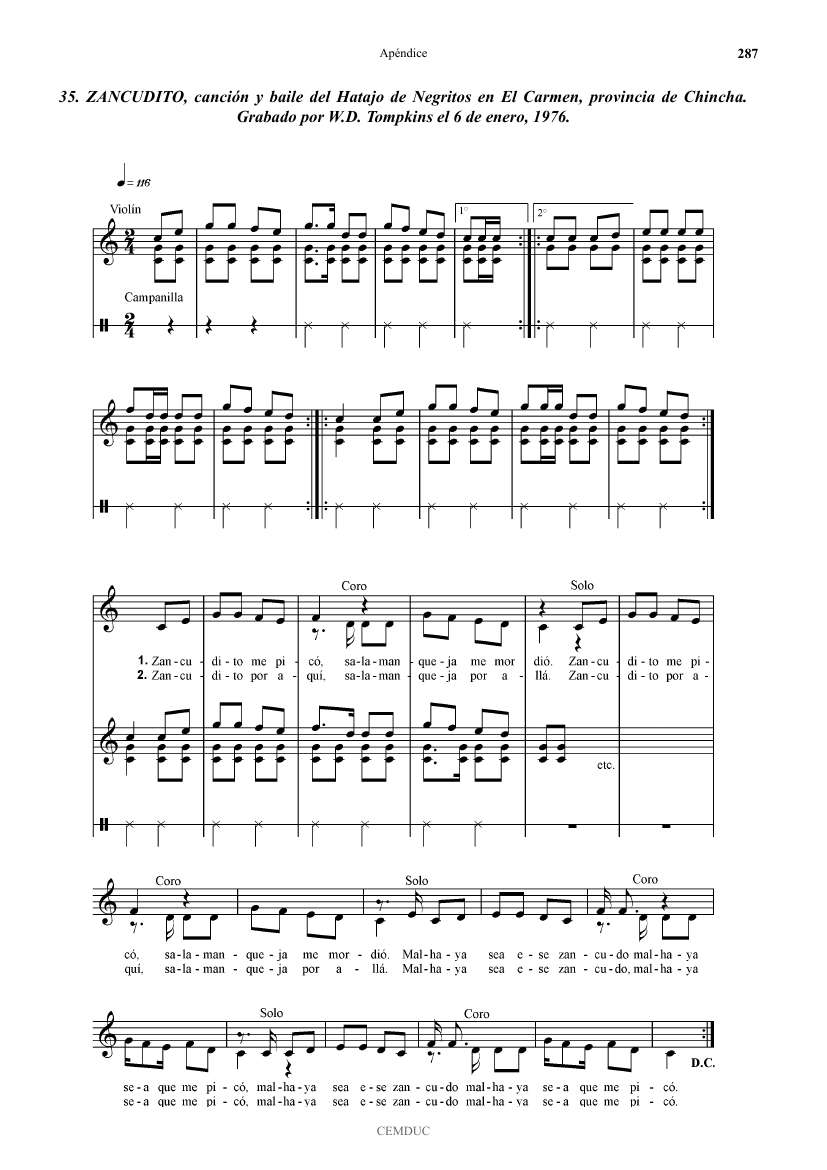 Apéndice 287
35. ZANCUDITO, canción y baile del Hatajo de Negritos en El Carmen, provincia de Chincha.
Grabado por W.D. Tompkins el 6 de enero, 1976.
= 116
Violín 1° 2°
2 4
Campanilla
2 4
Coro Solo
1. Zan - cu - di - to me pi - có, sa - la - man - que - ja me mor dió. Zan - cu - di - to me pi -
2. Zan - cu - di - to por a - quí, sa - la - man - que - ja por a - llá. Zan - cu - di - to por a -
etc.
Coro Solo Coro
có, sa - la - man - que - ja me mor - dió. Mal - ha - ya sea e - se zan - cu - do mal - ha - ya
quí, sa - la - man - que - ja por a - llá. Mal - ha - ya sea e - se zan - cu - do, mal - ha - ya
Solo Coro
D.C.
se - a que me pi - có, mal - ha - ya sea e - se zan - cu - do mal - ha - ya se - a que me pi - có.
se - a que me pi - có, mal - ha - ya sea e - se zan - cu - do mal - ha - ya se - a que me pi - có.
CEMDUC